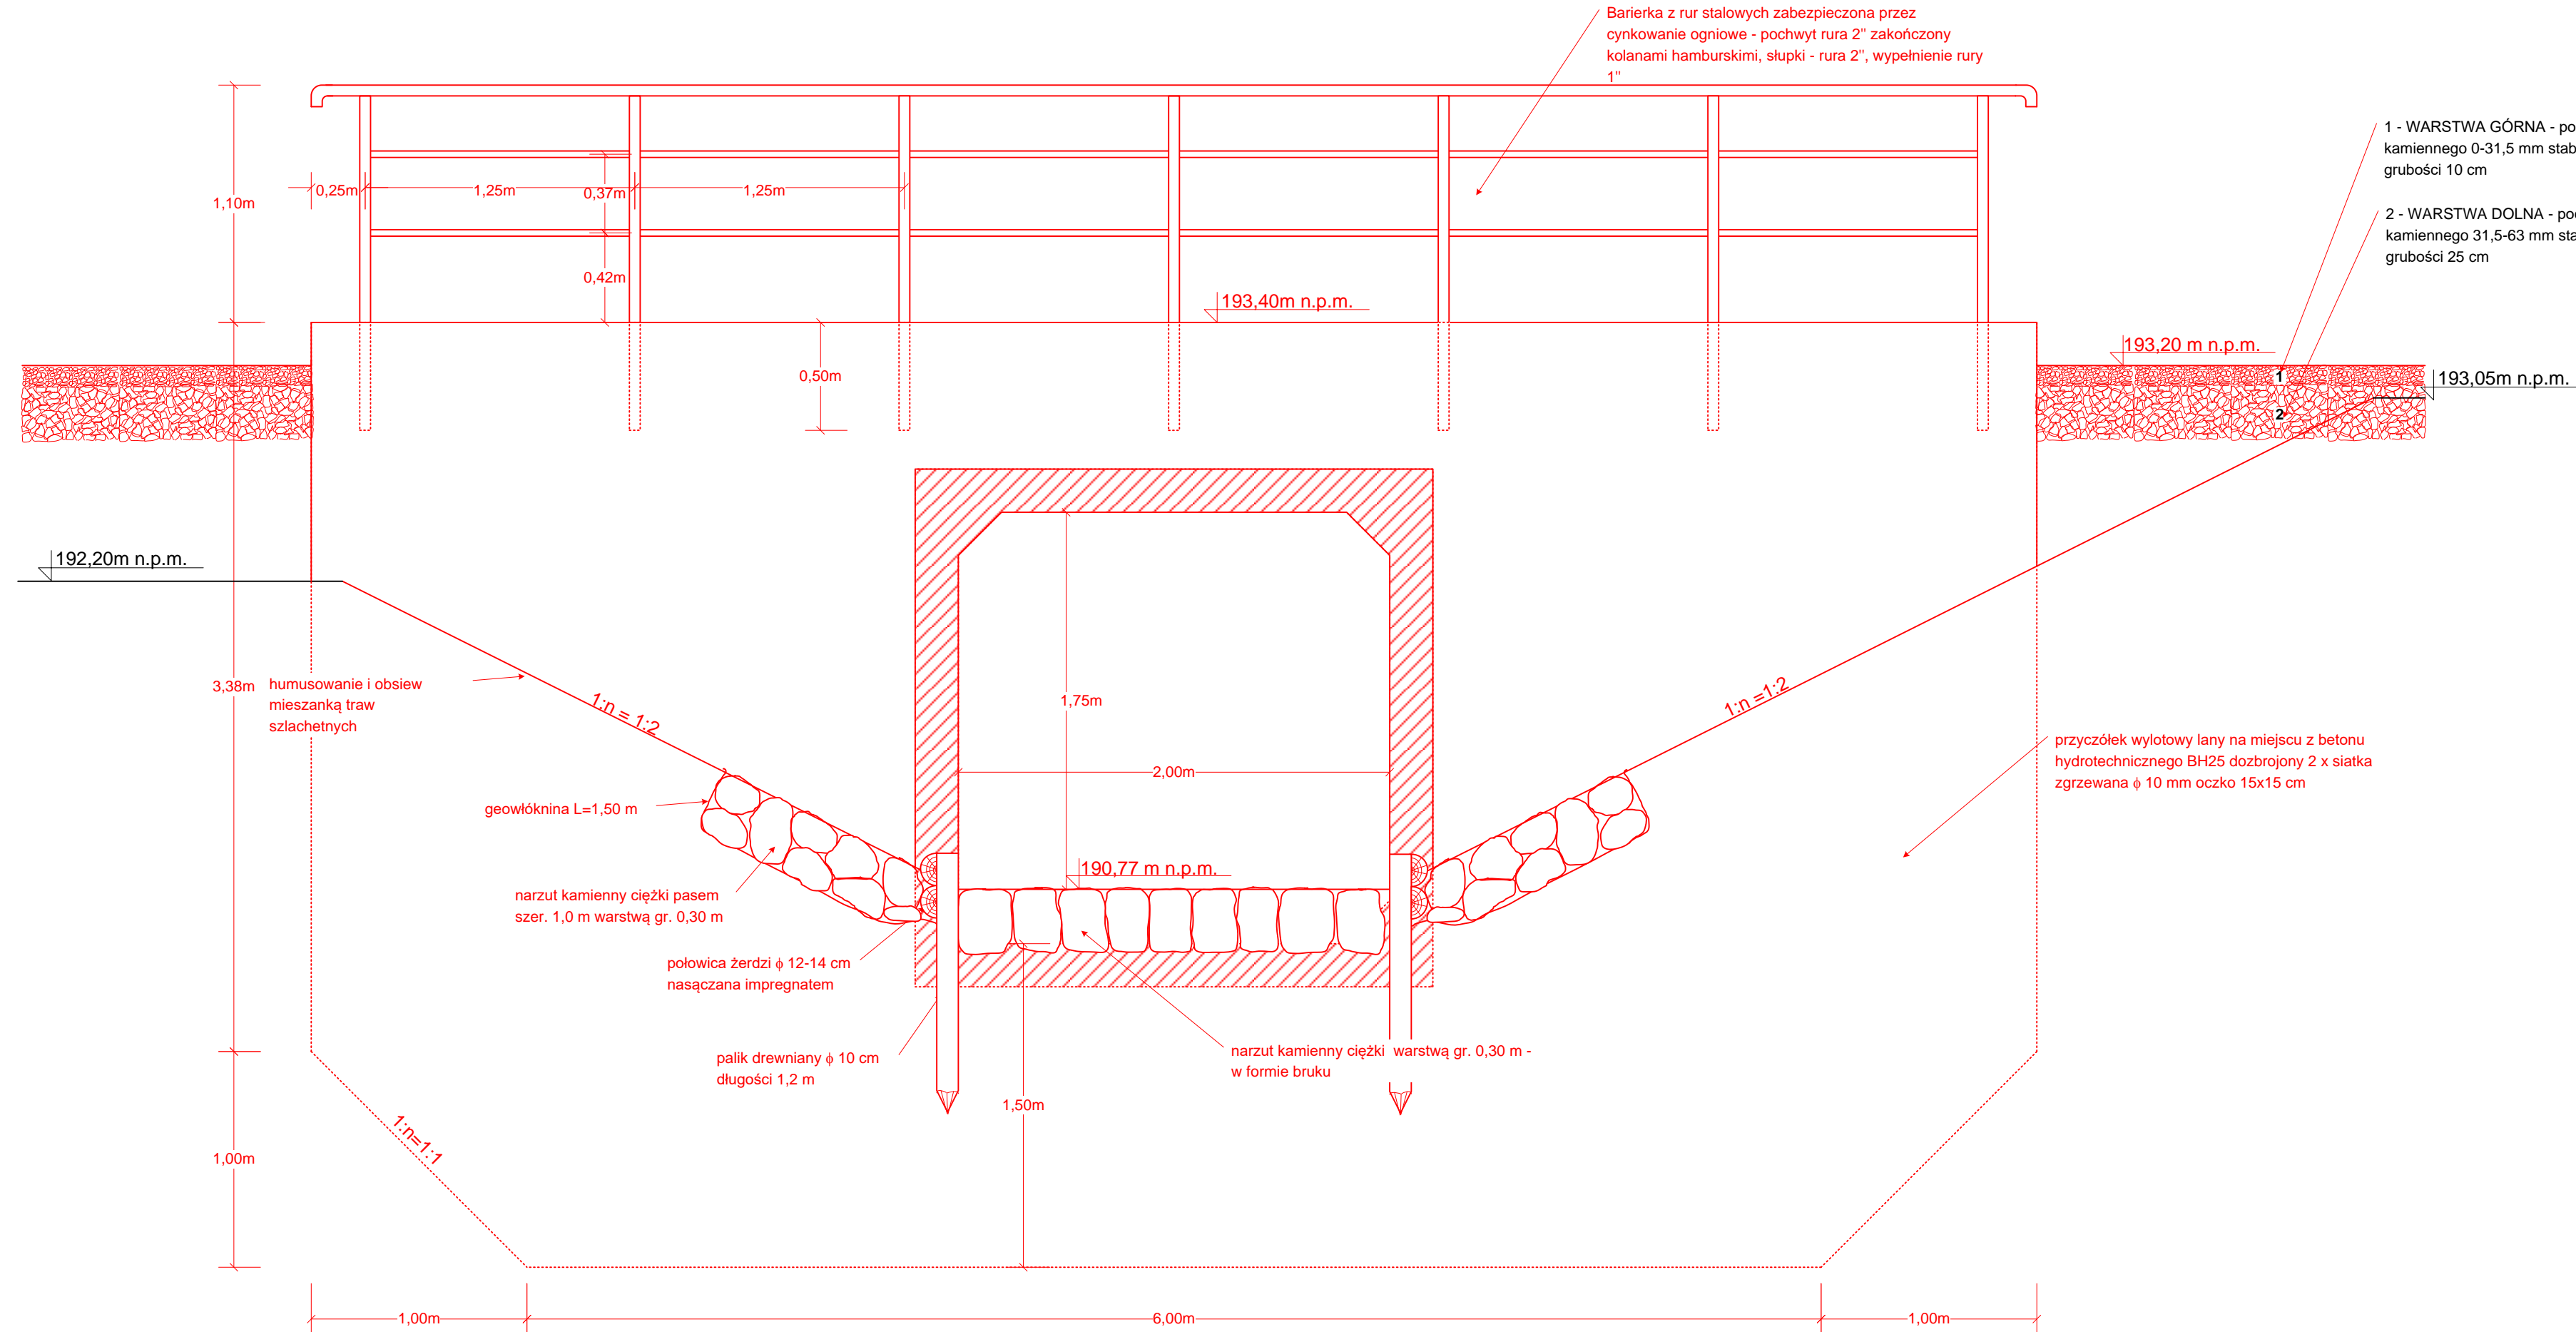 Barierka z rur stalowych zabezpieczona przez
cynkowanie ogniowe - pochwyt rura 2" zakończony
kolanami hamburskimi, słupki - rura 2", wypełnienie rury
1"
1 - WARSTWA GÓRNA - po
kamiennego 0-31,5 mm stab
grubości 10 cm
2 - WARSTWA DOLNA - pod
kamiennego 31,5-63 mm sta
grubości 25 cm
1,10m
0,25m
1,25m
0,37m
1,25m
0,42m
193,40m n.p.m.
193,20 m n.p.m.
0,50m
1
193,05m n.p.m.
2
192,20m n.p.m.
3,38m
humusowanie i obsiew
mieszanką traw
szlachetnych
1:n = 1:2
1,75m
1:n =1:2
2,00m
przyczółek wylotowy lany na miejscu z betonu
hydrotechnicznego BH25 dozbrojony 2 x siatka
zgrzewana ϕ 10 mm oczko 15x15 cm
geowłóknina L=1,50 m
190,77 m n.p.m.
narzut kamienny ciężki pasem
szer. 1,0 m warstwą gr. 0,30 m
połowica żerdzi ϕ 12-14 cm
nasączana impregnatem
palik drewniany ϕ 10 cm
długości 1,2 m
narzut kamienny ciężki warstwą gr. 0,30 m -
w formie bruku
1,50m
1:n=1:1
1,00m
1,00m
6,00m
1,00m